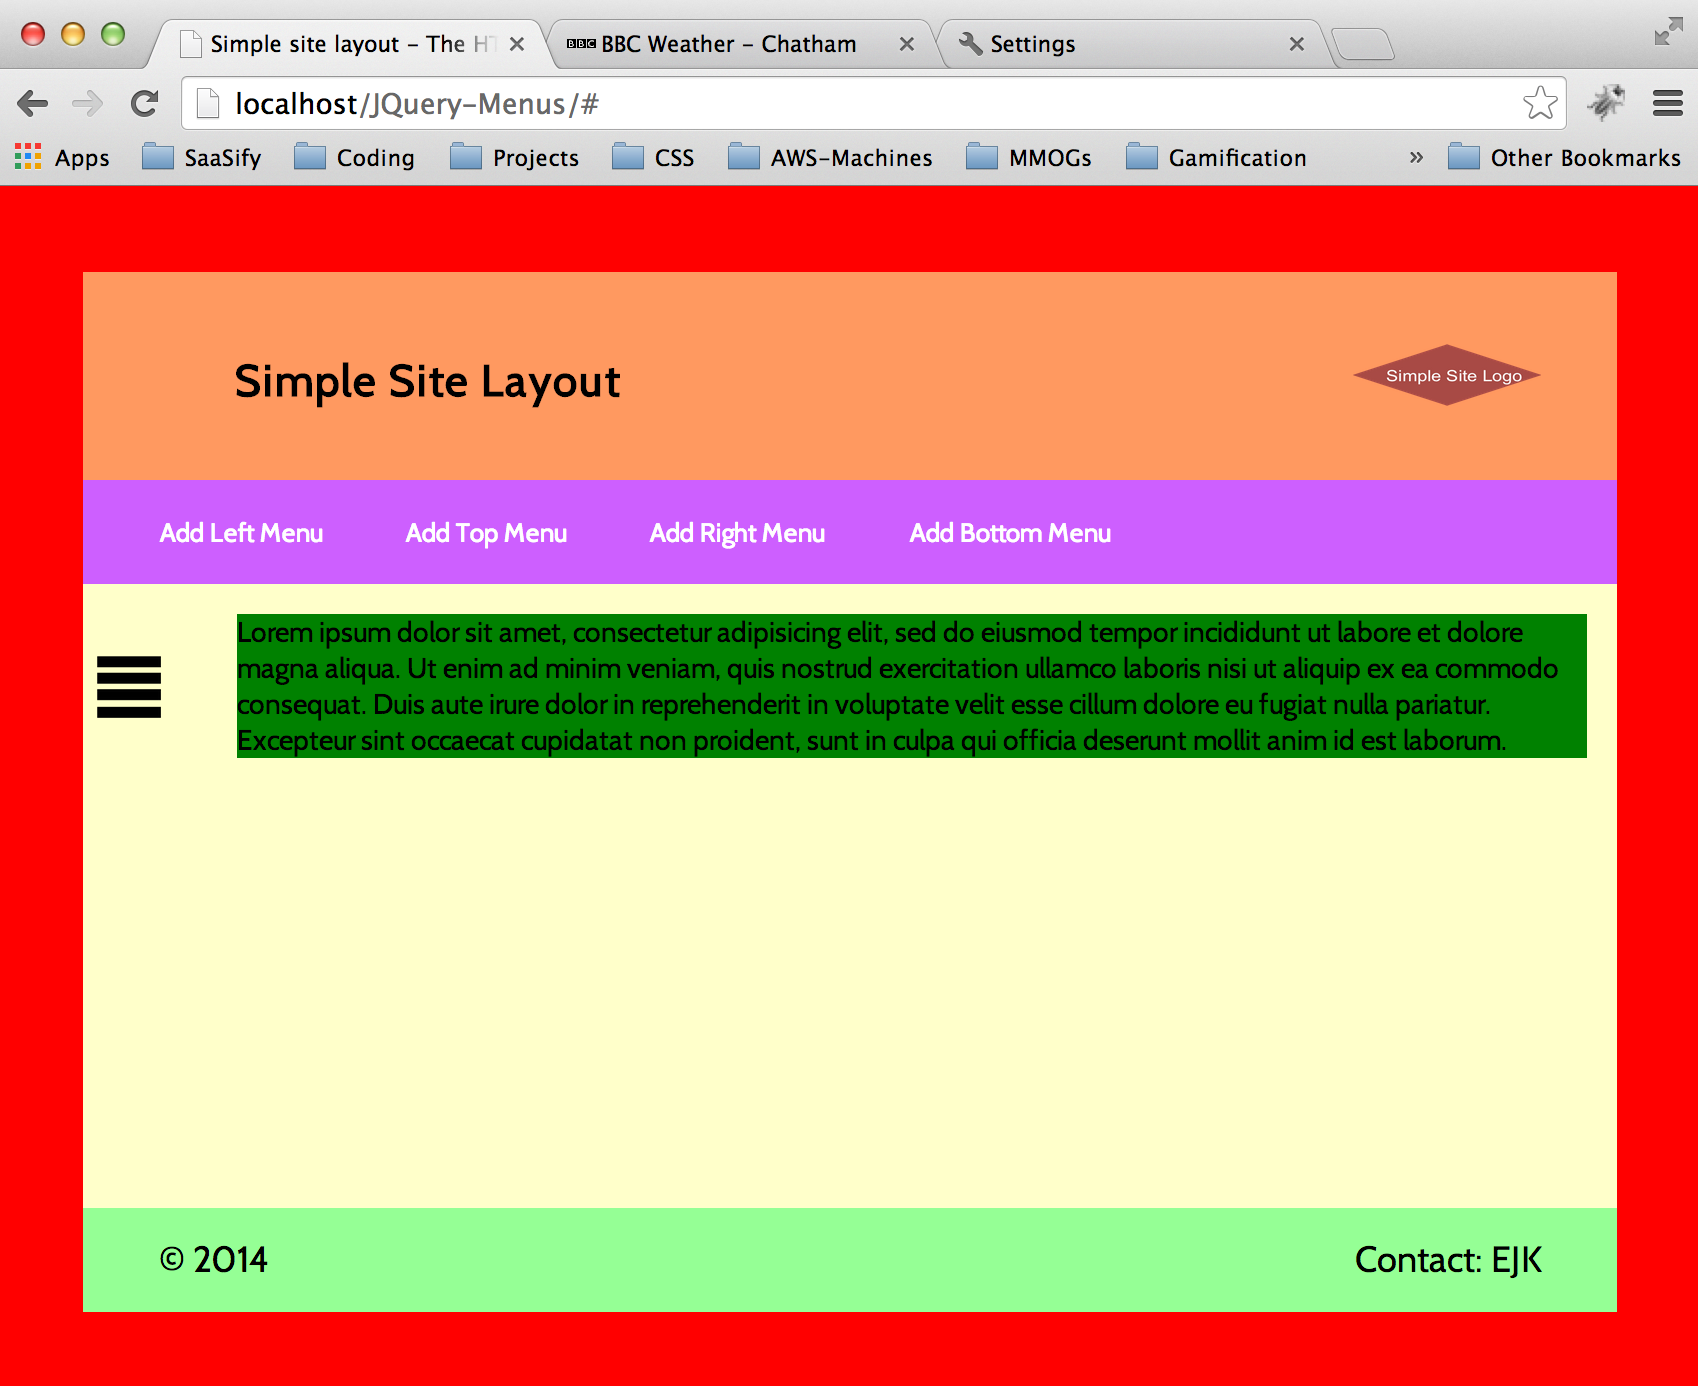 Simple site layout – The HT
BBC BBC Weather – Chatham
Settings
localhost/JQuery-Menus/#
Apps SaaSify Coding Projects CSS AWS-Machines MMOGs Gamification » Other Bookmarks
Simple Site Layout
Simple Site Logo
Add Left Menu Add Top Menu Add Right Menu Add Bottom Menu
Lorem ipsum dolor sit amet, consectetur adipisicing elit, sed do eiusmod tempor incididunt ut labore et dolore
magna aliqua. Ut enim ad minim veniam, quis nostrud exercitation ullamco laboris nisi ut aliquip ex ea commodo
consequat. Duis aute irure dolor in reprehenderit in voluptate velit esse cillum dolore eu fugiat nulla pariatur.
Excepteur sint occaecat cupidatat non proident, sunt in culpa qui officia deserunt mollit anim id est laborum.
© 2014
Contact: EJK